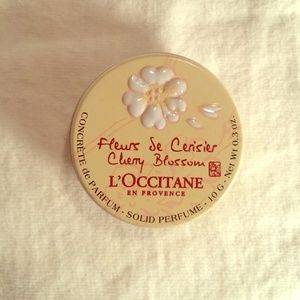 Fleurs de Cerisier
Cherry Blossom
L'OCCITANE
EN PROVENCE
CONCRÈTE de PARFUM · SOLID PERFUME · 10 G - Net Wt 0.3 oz.